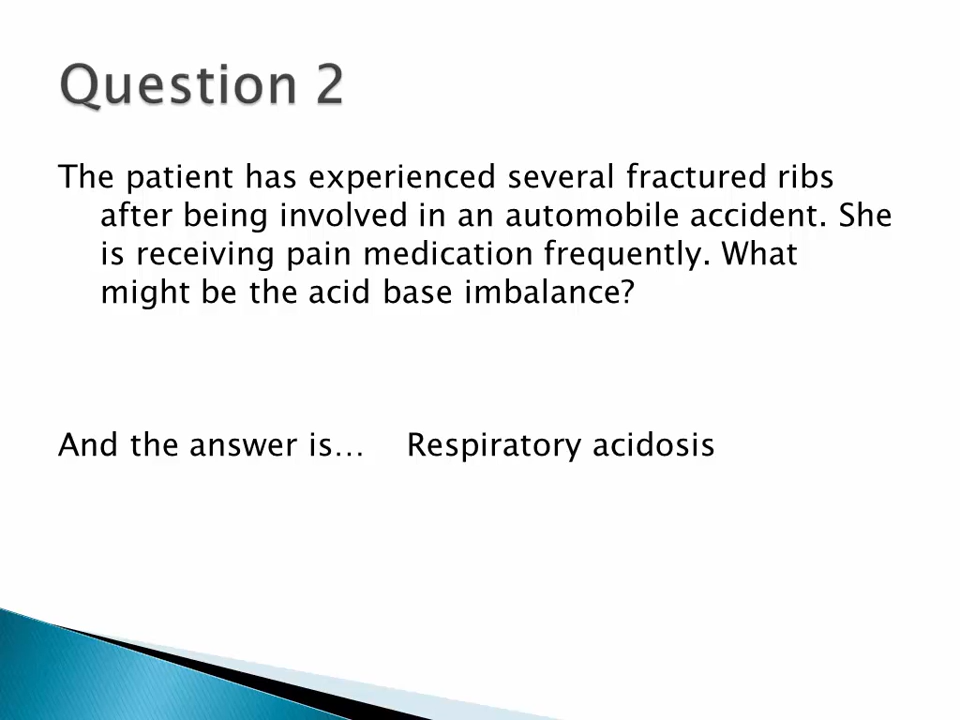 Question 2
The patient has experienced several fractured ribs
after being involved in an automobile accident. She
is receiving pain medication frequently. What
might be the acid base imbalance?
And the answer is… Respiratory acidosis